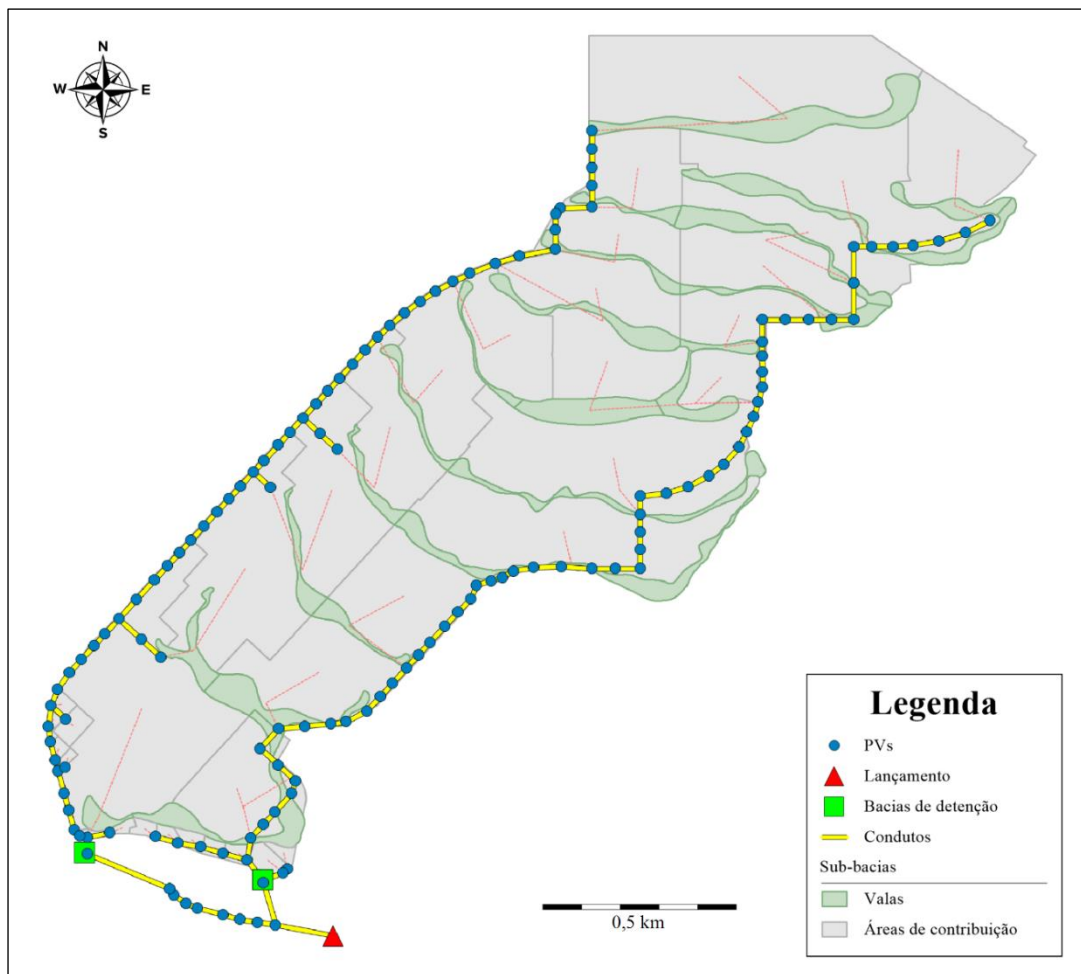 N
W E
S
Legenda
PVs
Lançamento
Bacias de detenção
Condutos
Sub-bacias
Valas
Áreas de contribuição
0,5 km